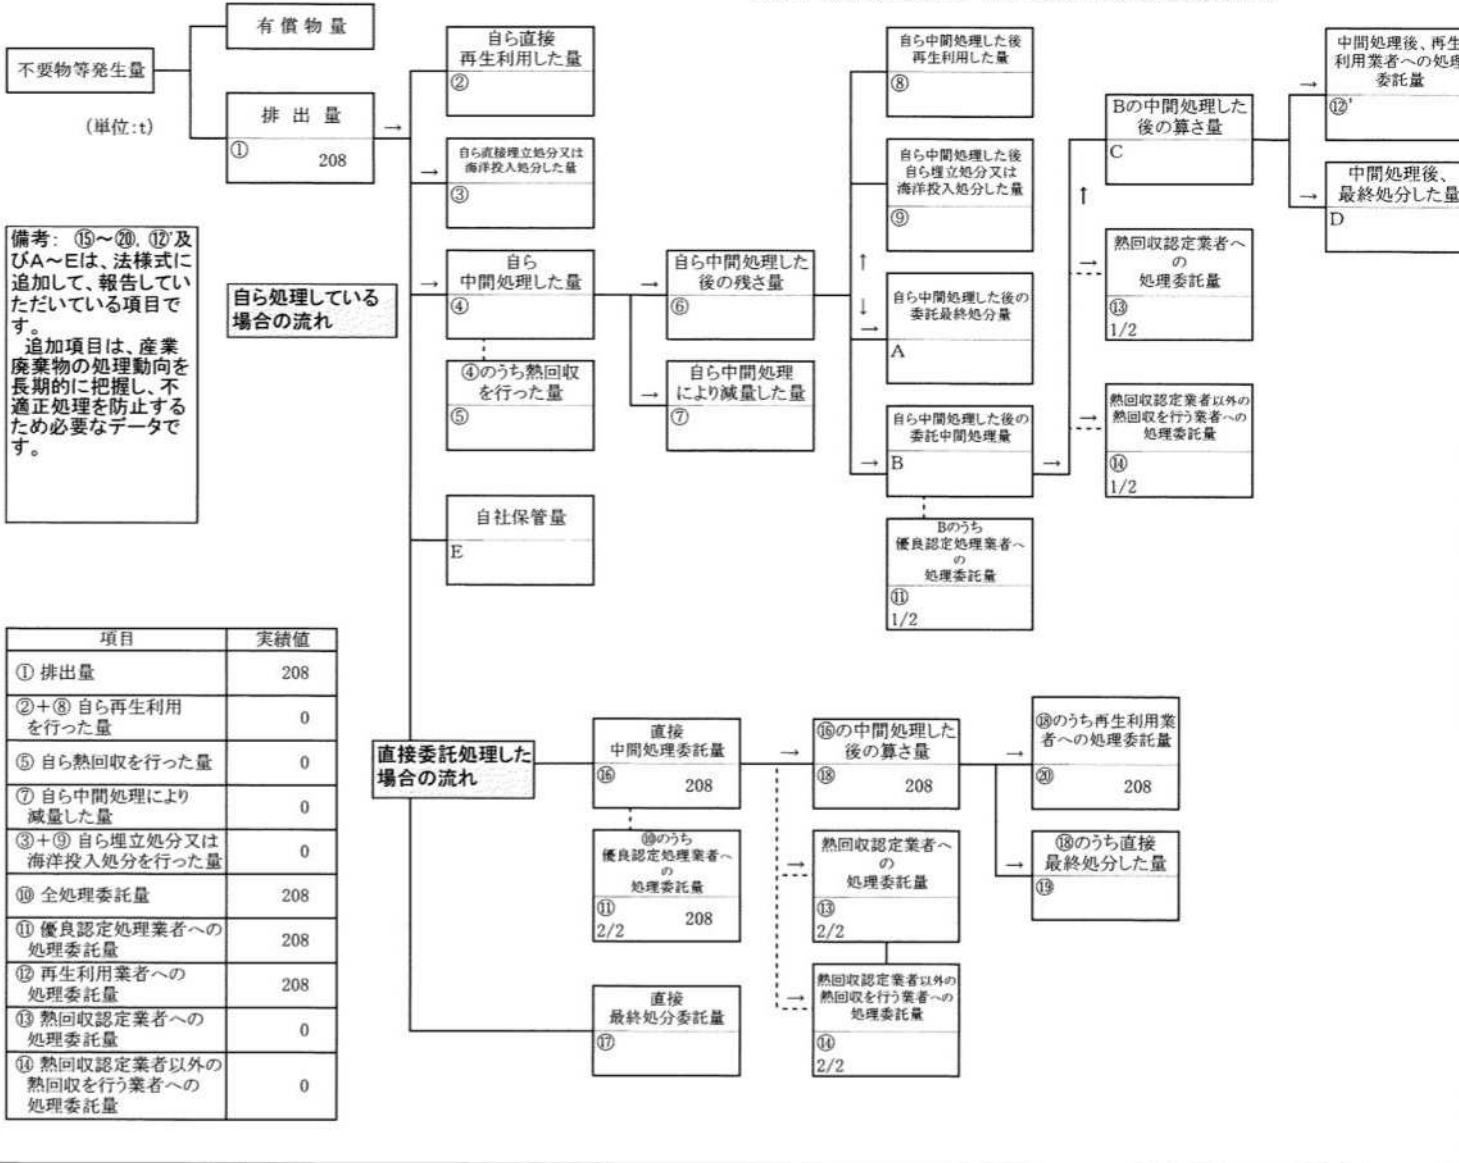 有償物量
不要物等発生量
(単位:t)
排出量
①
208
→
自ら直接
再生利用した量
②
自ら直接埋立処分又は
海洋投入処分した量
→
③
備考: ⑮~⑳, ⑫'及
びA~Eは、法様式に
追加して、報告してい
ただいている項目で
す。
追加項目は、産業
廃棄物の処理動向を
長期的に把握し、不
適正処理を防止する
ため必要なデータで
す。
自ら処理している
場合の流れ
→
自ら
中間処理した量
④
④のうち熱回収
を行った量
⑤
→
自ら中間処理した
後の残さ量
⑥
→
自ら中間処理
により減量した量
⑦
自社保管量
E
自ら中間処理した後
再生利用した量
⑧
自ら中間処理した後
自ら埋立処分又は
海洋投入処分した量
⑨
↑
↓
→
自ら中間処理した後の
委託最終処分量
A
→
自ら中間処理した後の
委託中間処理量
B
→
Bのうち
優良認定処理業者へ
の
処理委託量
⑪
1/2
Bの中間処理した
後の算さ量
C
↑
→
熱回収認定業者へ
の
処理委託量
⑬
1/2
→
熱回収認定業者以外の
熱回収を行う業者への
処理委託量
⑭
1/2
→
中間処理後、再生
利用業者への処理
委託量
⑫'
→
中間処理後、
最終処分した量
D
項目 実績値
① 排出量 208
②+⑧ 自ら再生利用
を行った量 0
⑤ 自ら熱回収を行った量 0
⑦ 自ら中間処理により
減量した量 0
③+⑨ 自ら埋立処分又は
海洋投入処分を行った量 0
⑩ 全処理委託量 208
⑪ 優良認定処理業者への
処理委託量 208
⑫ 再生利用業者への
処理委託量 208
⑬ 熱回収認定業者への
処理委託量 0
⑭ 熱回収認定業者以外の
熱回収を行う業者への
処理委託量 0
直接委託処理した
場合の流れ
直接
中間処理委託量
⑯
208
→
⑩のうち
優良認定処理業者へ
の
処理委託量
⑪
208
2/2
直接
最終処分委託量
⑰
⑯の中間処理した
後の算さ量
⑱
208
→
→
熱回収認定業者へ
の
処理委託量
⑬
2/2
→
熱回収認定業者以外の
熱回収を行う業者への
処理委託量
⑭
2/2
⑱のうち再生利用業
者への処理委託量
⑳
208
→
⑱のうち直接
最終処分した量
⑲